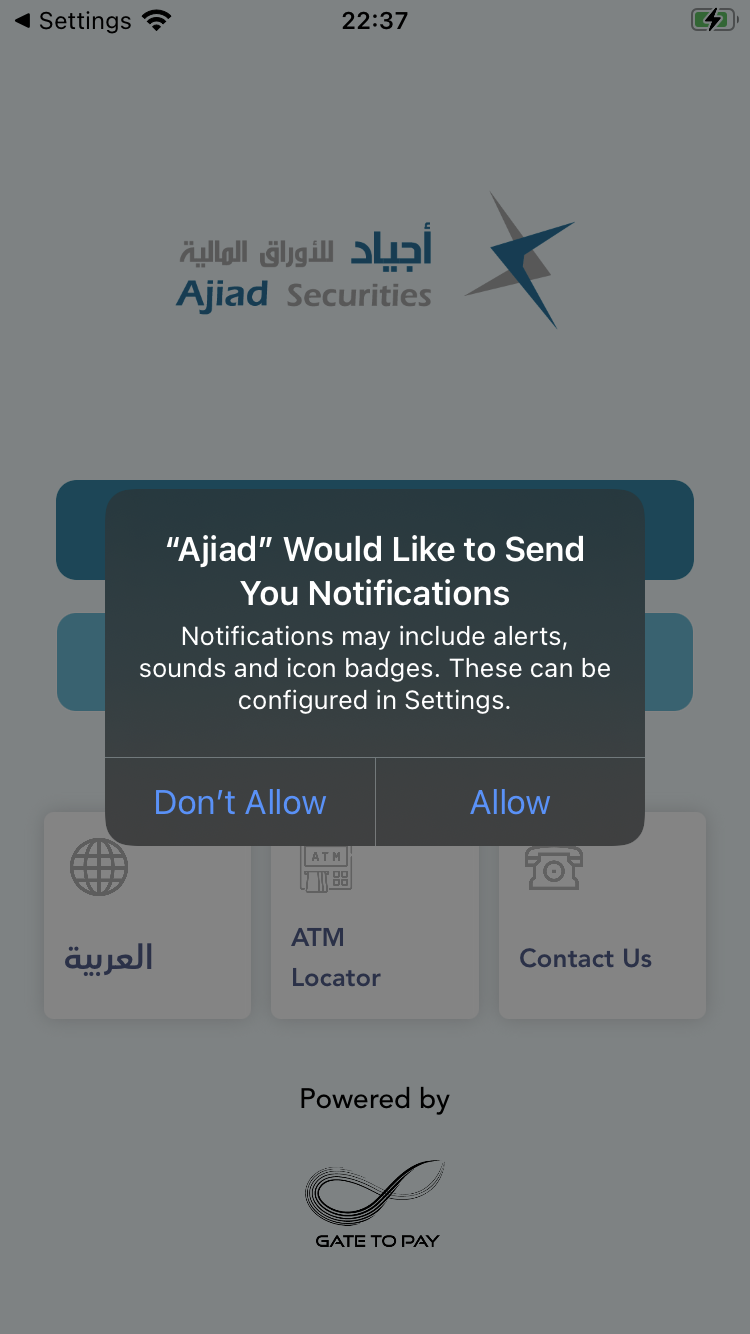 ◀ Settings
22:37
أجياد للأوراق المالية
Ajiad Securities
“Ajiad” Would Like to Send
You Notifications
Notifications may include alerts,
sounds and icon badges. These can be
configured in Settings.
Don’t Allow
Allow
العربية
ATM
ATM
Locator
Contact Us
Powered by
GATE TO PAY